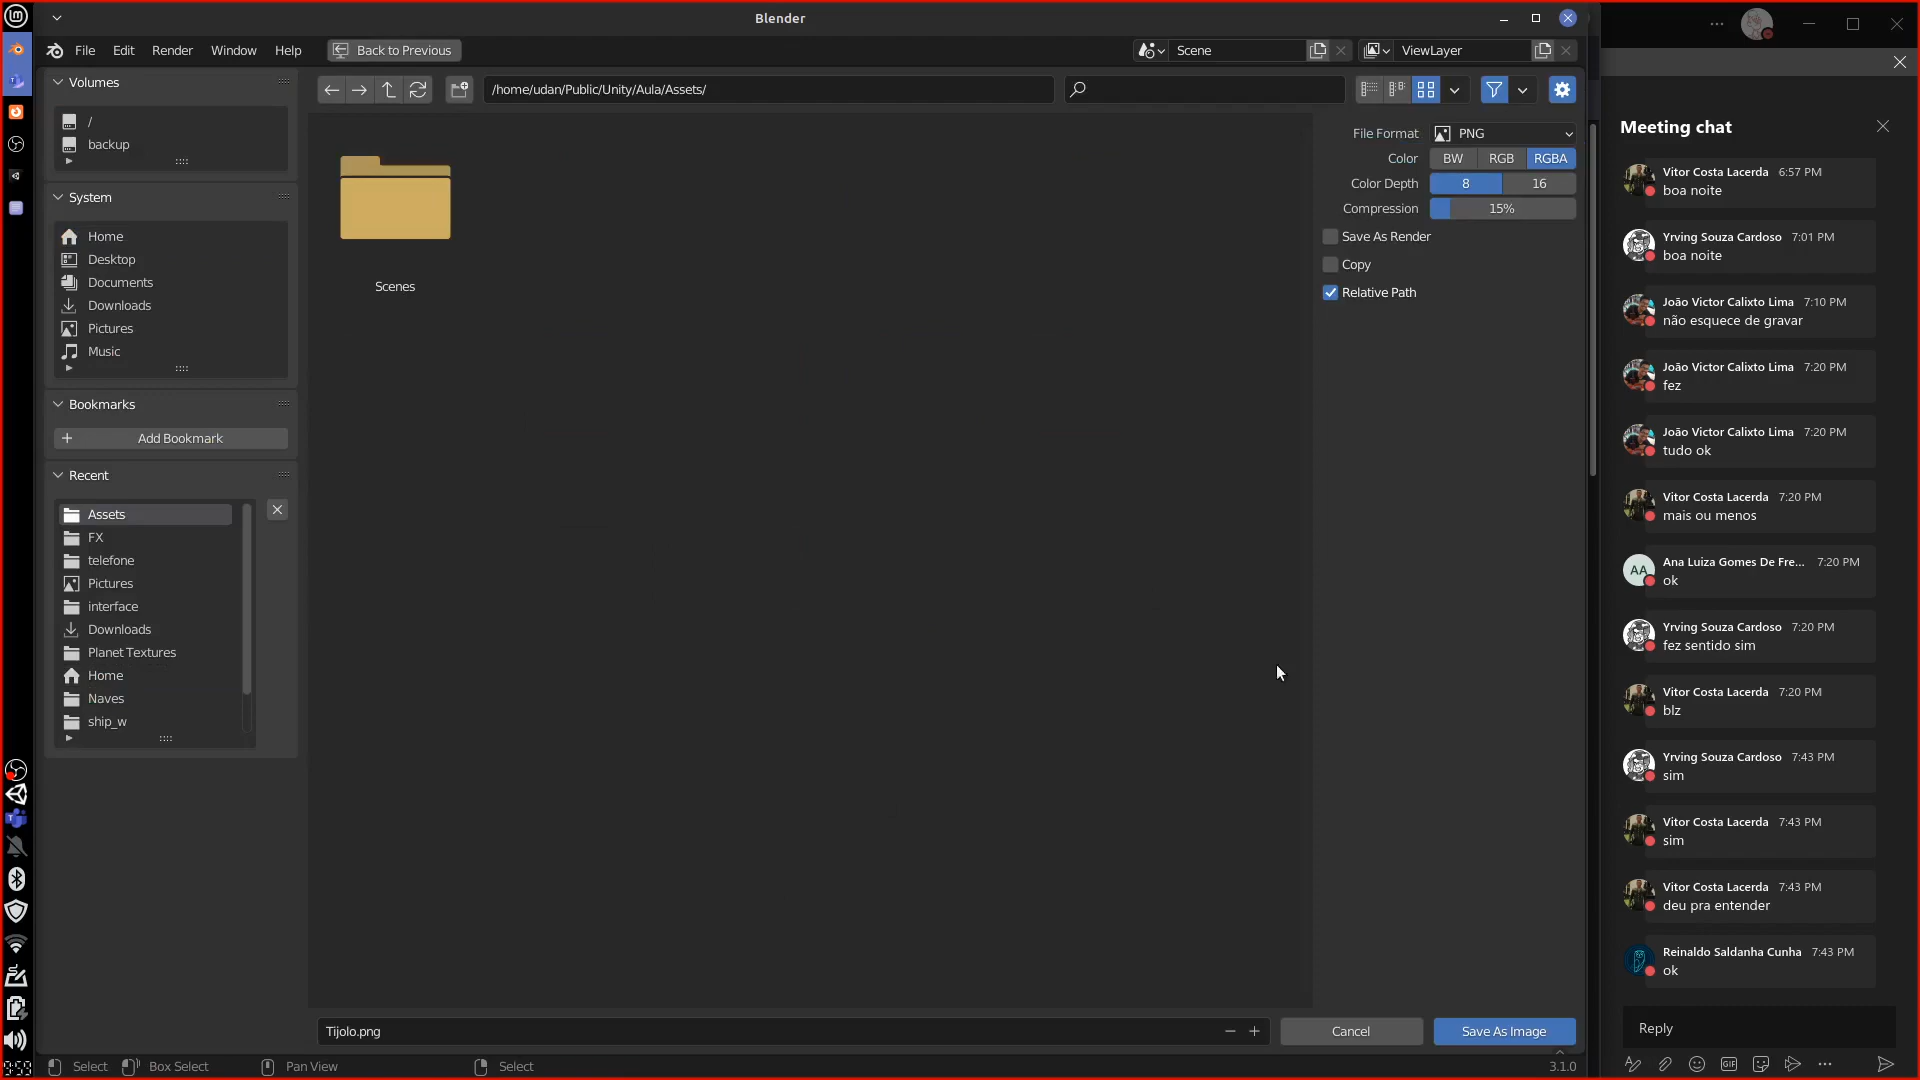 Blender
File Edit Render Window Help Back to Previous Scene ViewLayer
Volumes
/
backup
System
Home
Desktop
Documents
Downloads
Pictures
Music
Bookmarks
Add Bookmark
Recent
Assets
FX
telefone
Pictures
interface
Downloads
Planet Textures
Home
Naves
ship_w
/home/udan/Public/Unity/Aula/Assets/
Scenes
File Format PNG
Color BW RGB RGBA
Color Depth 8 16
Compression 15%
Save As Render
Copy
Relative Path
Tijolo.png
Cancel Save As Image
Select Box Select Pan View Select 3.1.0
Meeting chat
Vitor Costa Lacerda 6:57 PM
boa noite
Yrving Souza Cardoso 7:01 PM
boa noite
João Victor Calixto Lima 7:10 PM
não esquece de gravar
João Victor Calixto Lima 7:20 PM
fez
João Victor Calixto Lima 7:20 PM
tudo ok
Vitor Costa Lacerda 7:20 PM
mais ou menos
AA
Ana Luiza Gomes De Fre... 7:20 PM
ok
Yrving Souza Cardoso 7:20 PM
fez sentido sim
Vitor Costa Lacerda 7:20 PM
blz
Yrving Souza Cardoso 7:43 PM
sim
Vitor Costa Lacerda 7:43 PM
sim
Vitor Costa Lacerda 7:43 PM
deu pra entender
Reinaldo Saldanha Cunha 7:43 PM
ok
Reply
GIF